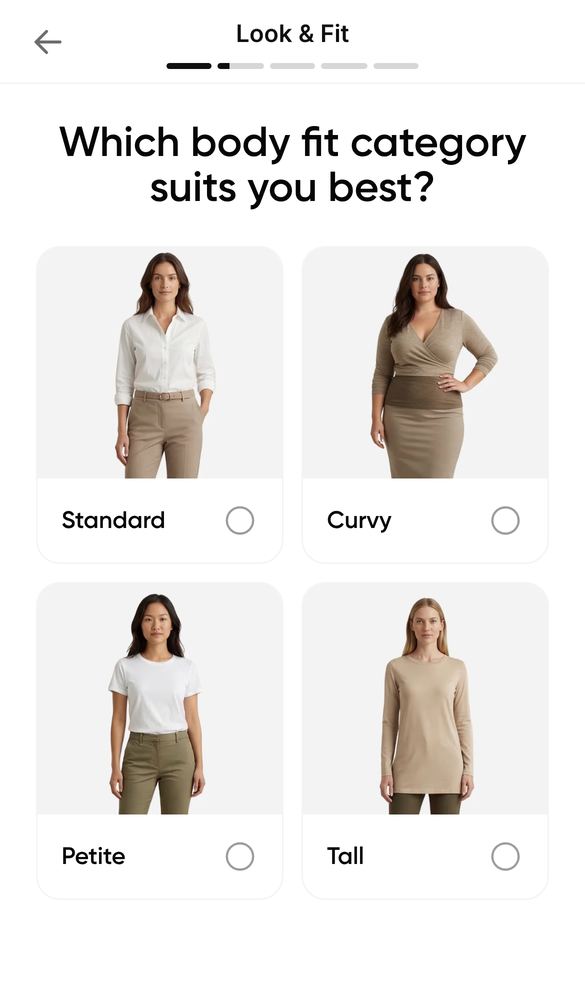 Look & Fit
Which body fit category
suits you best?
Standard
Curvy
Petite
Tall